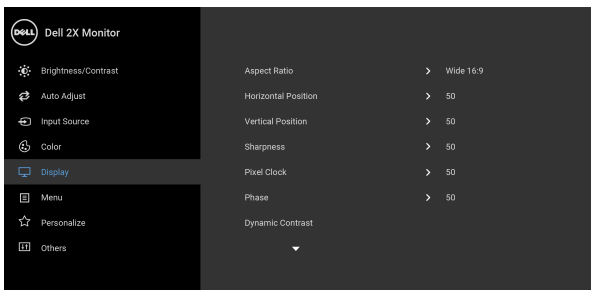 DELL Dell 2X Monitor
Brightness/Contrast
Auto Adjust
Input Source
Color
Display
Menu
Personalize
Others
Aspect Ratio Wide 16:9
Horizontal Position 50
Vertical Position 50
Sharpness 50
Pixel Clock 50
Phase 50
Dynamic Contrast